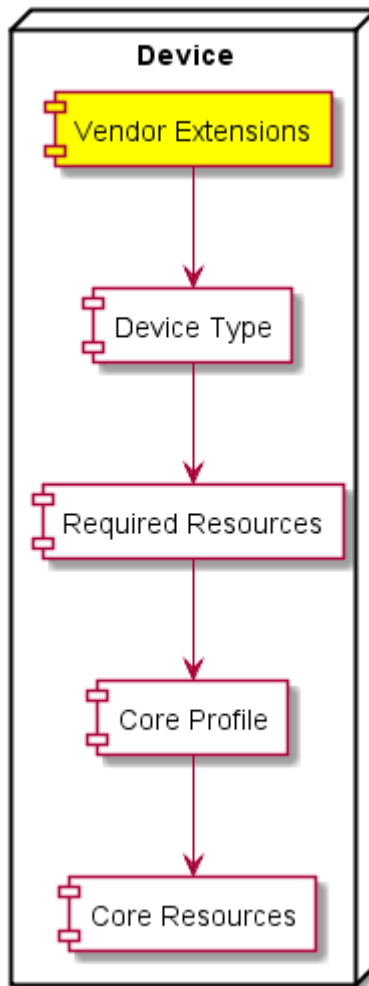 Device
Vendor Extensions
Device Type
Required Resources
Core Profile
Core Resources